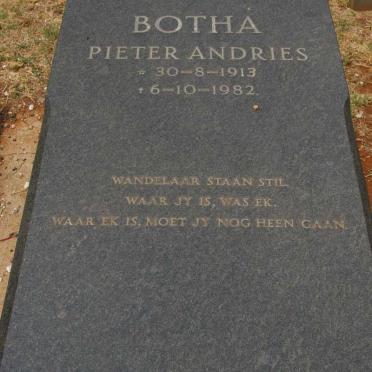 BOTHA
PIETER ANDRIES
* 30-8-1913
† 6-10-1982.
WANDELAAR STAAN STIL
WAAR JY IS, WAS EK.
WAAR EK IS, MOET JY NOG HEEN GAAN.